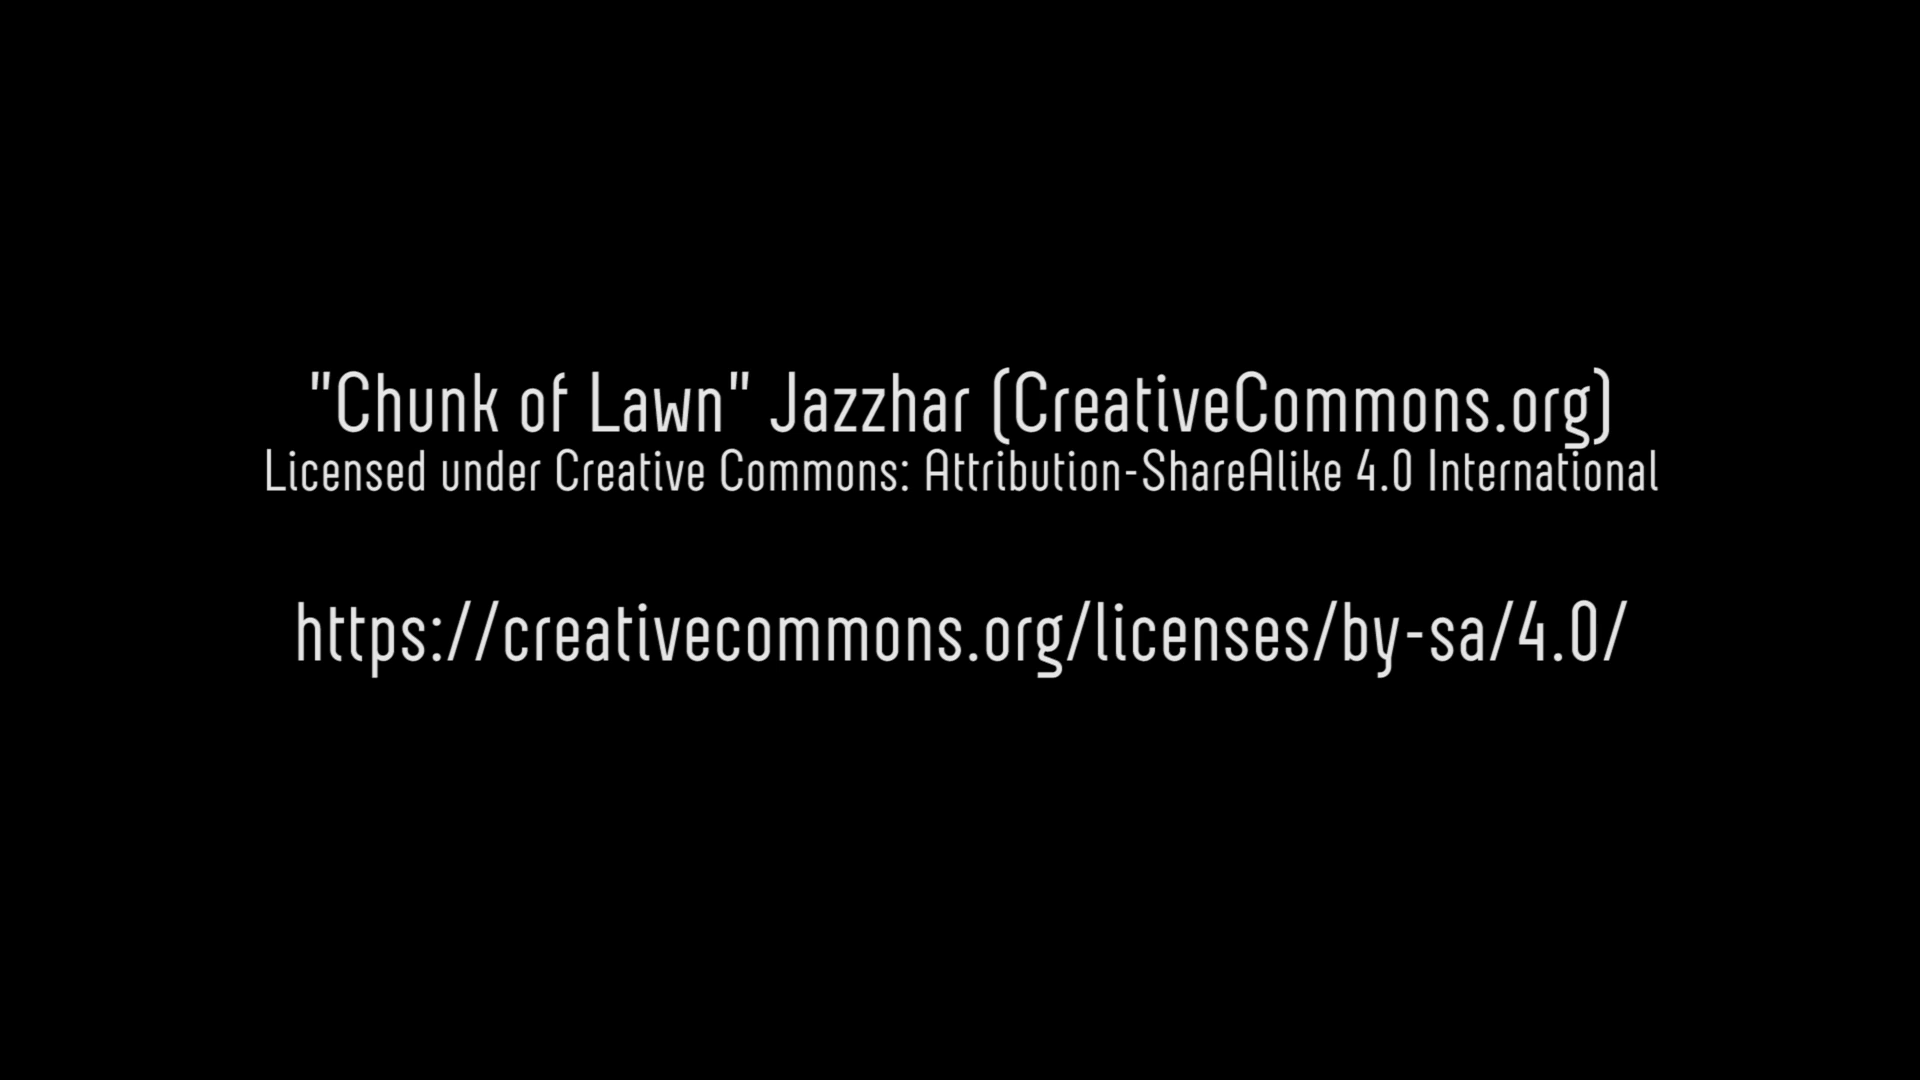 "Chunk of Lawn" Jazzhar (CreativeCommons.org)
Licensed under Creative Commons: Attribution-ShareAlike 4.0 International
https://creativecommons.org/licenses/by-sa/4.0/